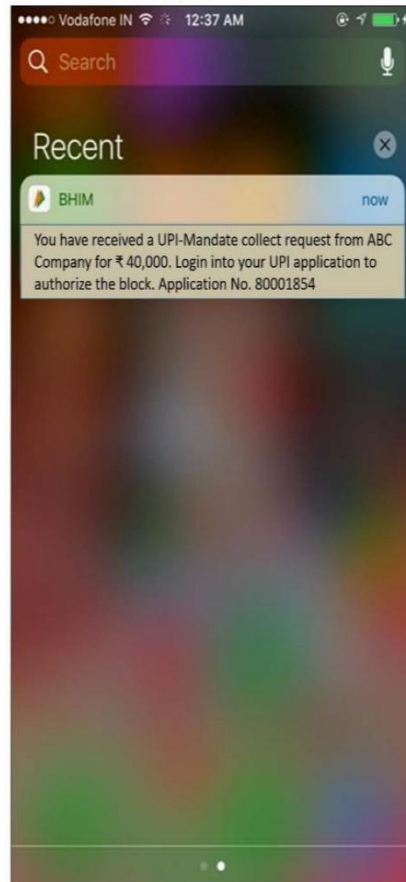 Vodafone IN 12:37 AM
Search
Recent
BHIM now
You have received a UPI-Mandate collect request from ABC
Company for ₹ 40,000. Login into your UPI application to
authorize the block. Application No. 80001854